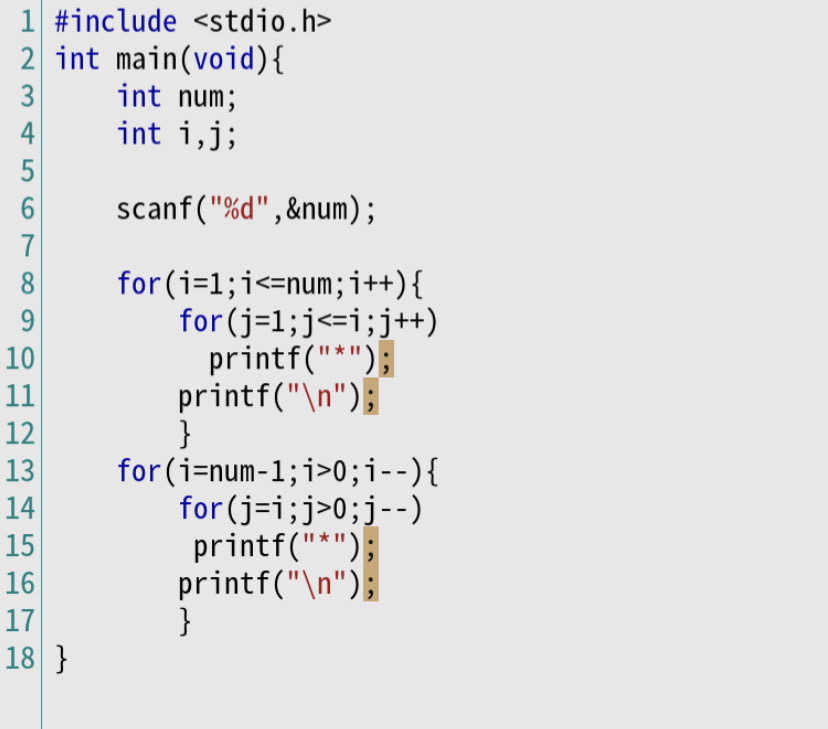 1 #include <stdio.h>
2 int main(void){
3     int num;
4     int i,j;
5
6     scanf("%d",&num);
7
8     for(i=1;i<=num;i++){
9         for(j=1;j<=i;j++)
10           printf("*");
11         printf("\n");
12         }
13     for(i=num-1;i>0;i--){
14         for(j=i;j>0;j--)
15          printf("*");
16         printf("\n");
17         }
18 }